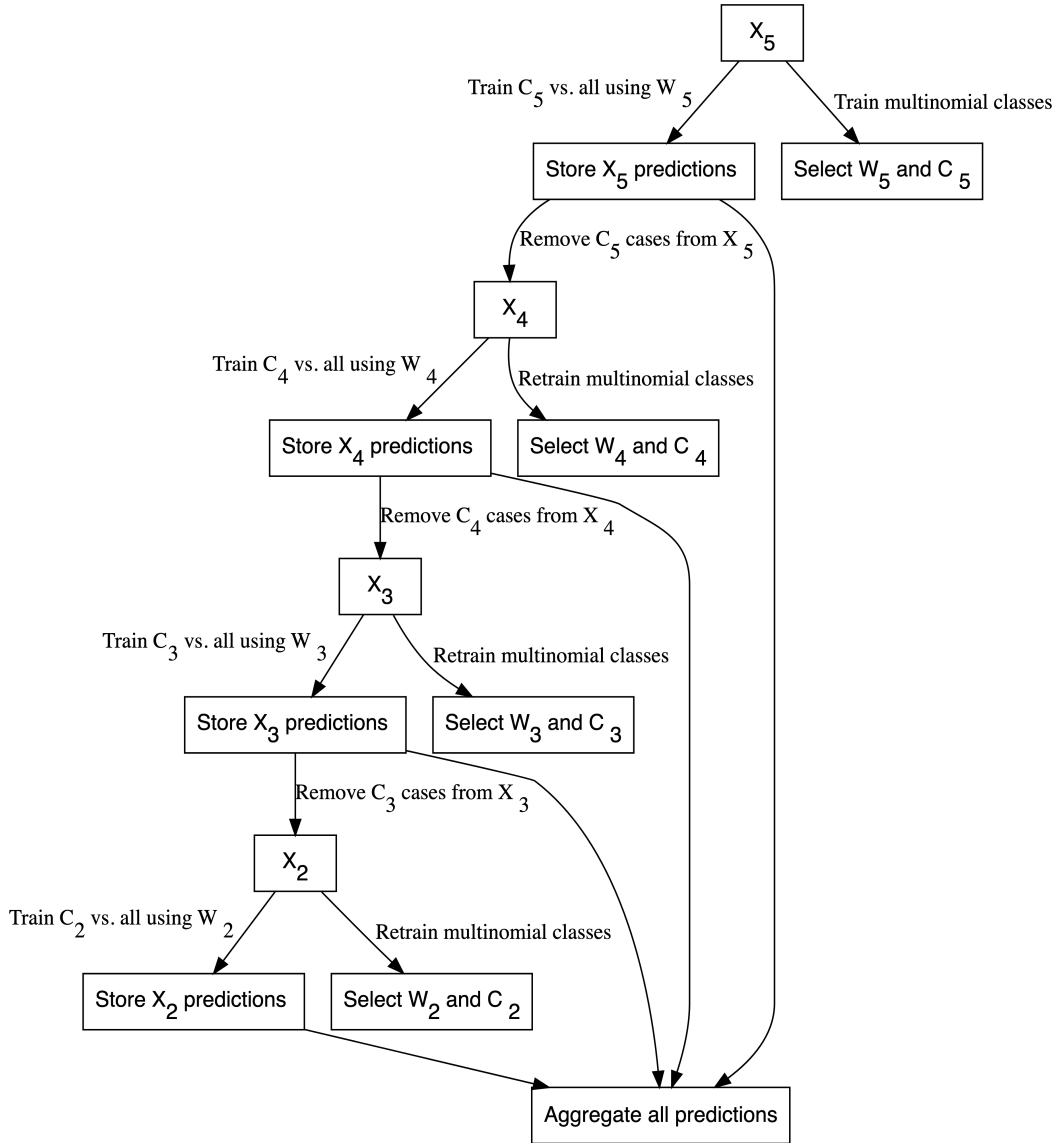 X5
Train C5 vs. all using W5
Train multinomial classes
Store X5 predictions
Select W5 and C5
Remove C5 cases from X5
X4
Train C4 vs. all using W4
Retrain multinomial classes
Store X4 predictions
Select W4 and C4
Remove C4 cases from X4
X3
Train C3 vs. all using W3
Retrain multinomial classes
Store X3 predictions
Select W3 and C3
Remove C3 cases from X3
X2
Train C2 vs. all using W2
Retrain multinomial classes
Store X2 predictions
Select W2 and C2
Aggregate all predictions